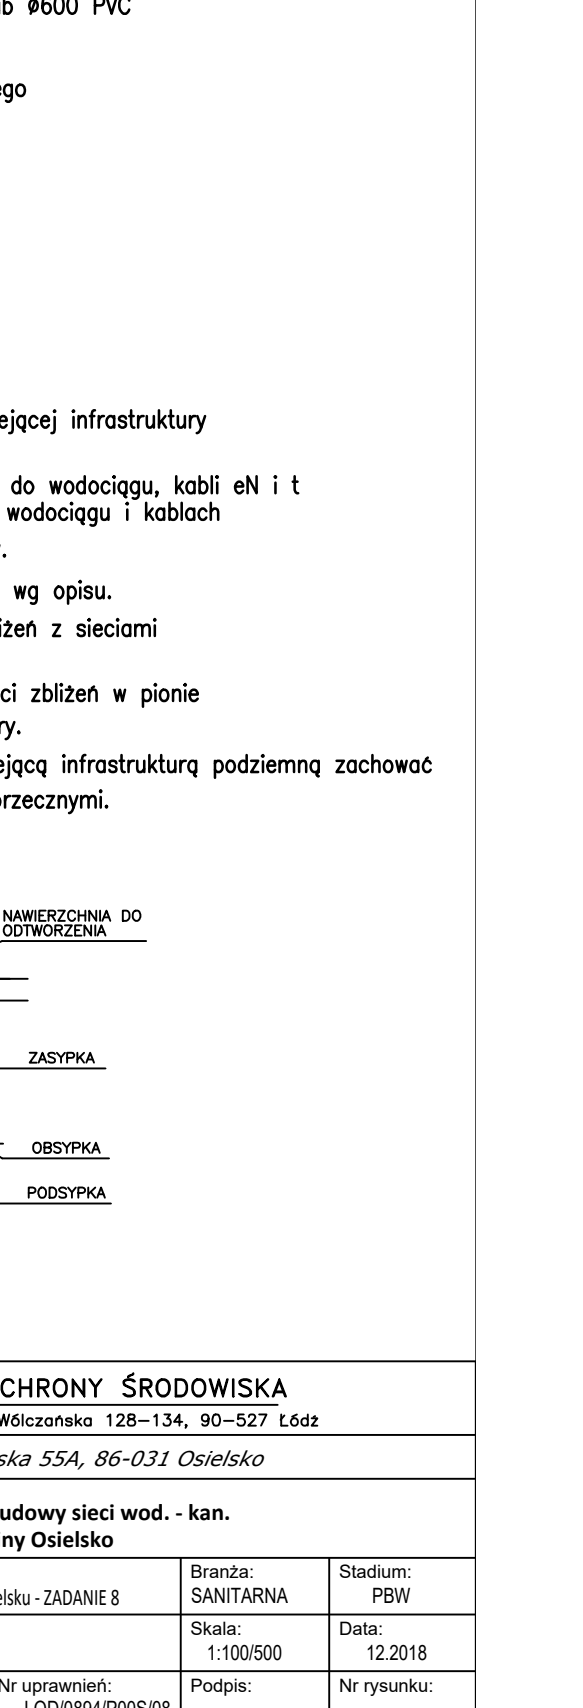 Ø600 PVC
ego
ejącej infrastruktury
do wodociągu, kabli eN i t
wodociągu i kablach
wg opisu.
iżeń z sieciami
ci zbliżeń w pionie
ry.
ejącą infrastrukturą podziemną zachować
orzecznymi.
NAWIERZCHNIA DO
ODTWORZENIA
ZASYPKA
OBSYPKA
PODSYPKA
CHRONY ŚRODOWISKA
Wólczańska 128-134, 90-527 Łódź
ska 55A, 86-031 Osielsko
udowy sieci wod. - kan.
iny Osielsko
elsku - ZADANIE 8
Branża:
SANITARNA
Stadium:
PBW
Skala:
1:100/500
Data:
12.2018
Nr uprawnień:
Podpis:
Nr rysunku: